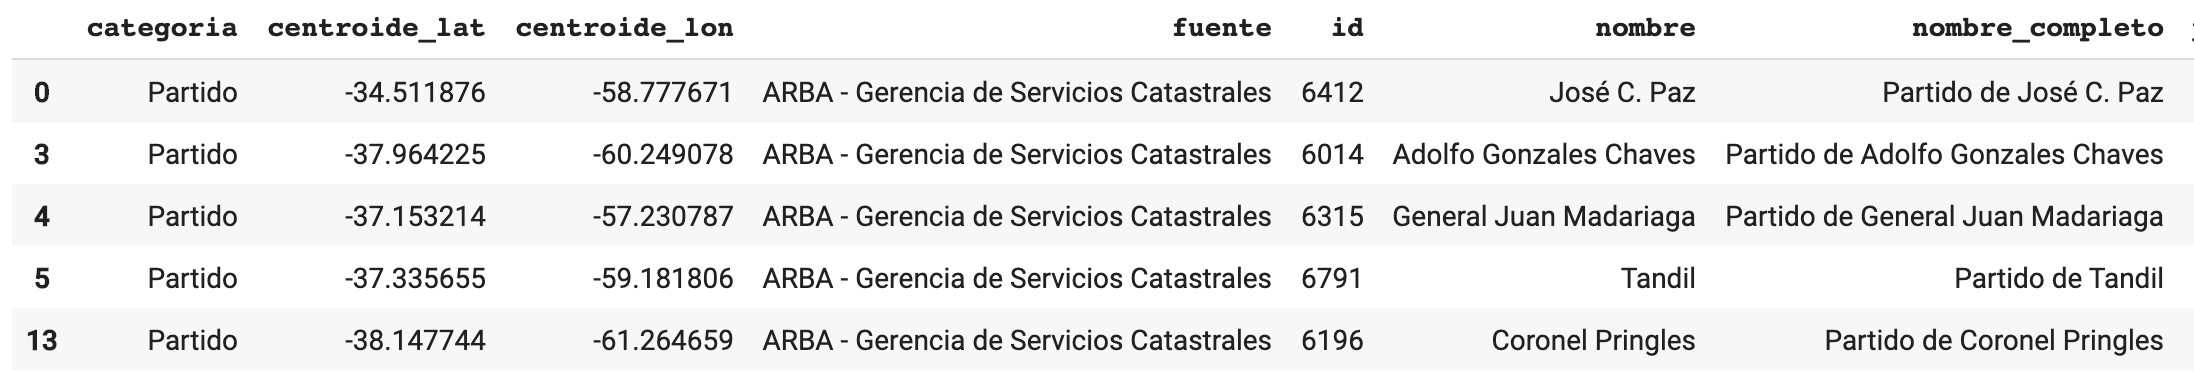 categoria centroide_lat centroide_lon fuente id nombre nombre_completo
0 Partido -34.511876 -58.777671 ARBA - Gerencia de Servicios Catastrales 6412 José C. Paz Partido de José C. Paz
3 Partido -37.964225 -60.249078 ARBA - Gerencia de Servicios Catastrales 6014 Adolfo Gonzales Chaves Partido de Adolfo Gonzales Chaves
4 Partido -37.153214 -57.230787 ARBA - Gerencia de Servicios Catastrales 6315 General Juan Madariaga Partido de General Juan Madariaga
5 Partido -37.335655 -59.181806 ARBA - Gerencia de Servicios Catastrales 6791 Tandil Partido de Tandil
13 Partido -38.147744 -61.264659 ARBA - Gerencia de Servicios Catastrales 6196 Coronel Pringles Partido de Coronel Pringles